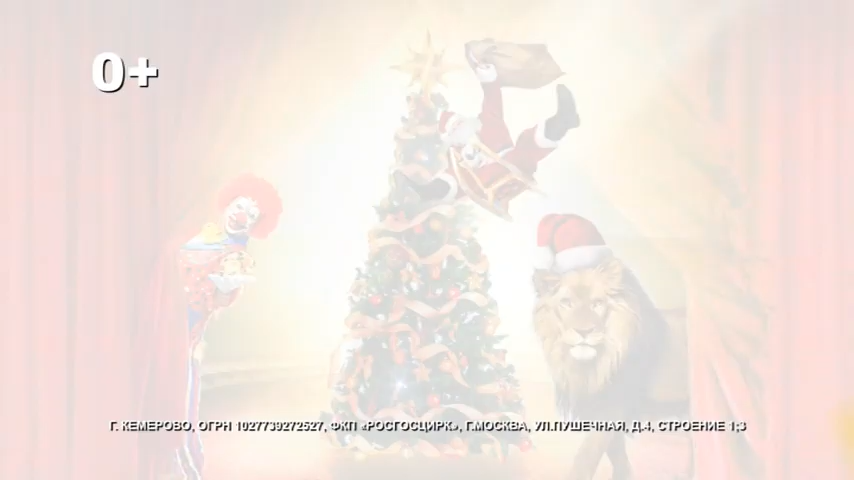 0+
Г. КЕМЕРОВО, ОГРН 1027739272527, ФКП «РОСГОСЦИРК», Г.МОСКВА, УЛ.ПУШЕЧНАЯ, Д.4, СТРОЕНИЕ 1;3